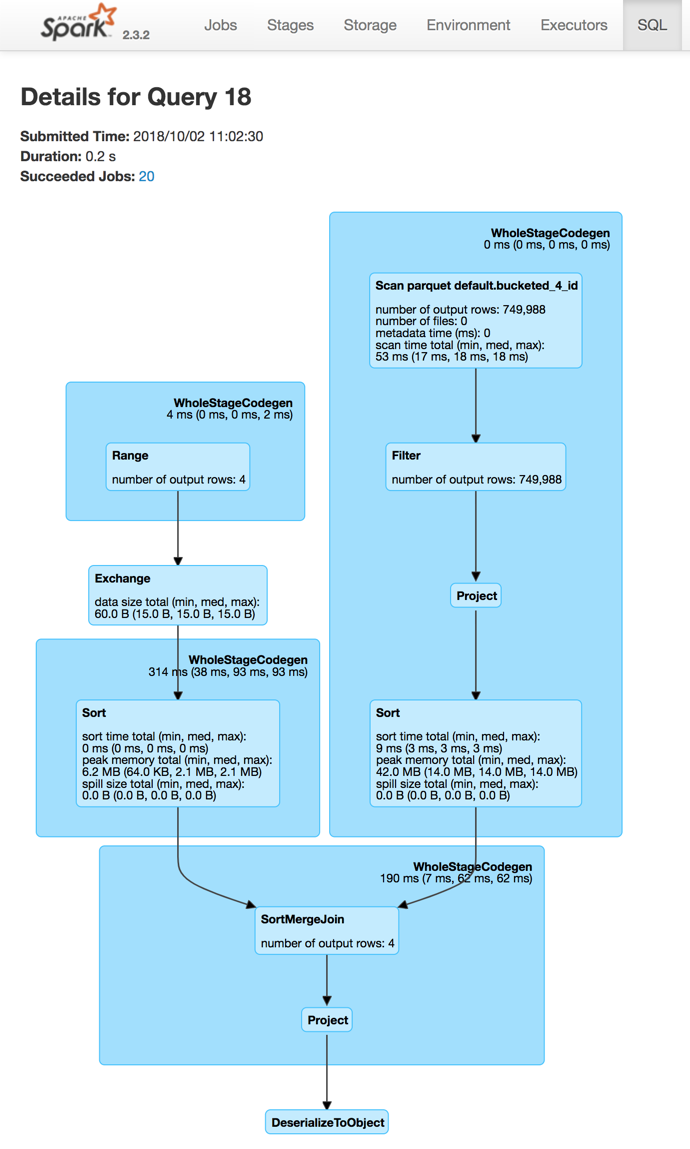 APACHE
Spark 2.3.2
Jobs Stages Storage Environment Executors SQL
Details for Query 18
Submitted Time: 2018/10/02 11:02:30
Duration: 0.2 s
Succeeded Jobs: 20
WholeStageCodegen
0 ms (0 ms, 0 ms, 0 ms)
Scan parquet default.bucketed_4_id
number of output rows: 749,988
number of files: 0
metadata time (ms): 0
scan time total (min, med, max):
53 ms (17 ms, 18 ms, 18 ms)
WholeStageCodegen
4 ms (0 ms, 0 ms, 2 ms)
Range
number of output rows: 4
Filter
number of output rows: 749,988
Exchange
data size total (min, med, max):
60.0 B (15.0 B, 15.0 B, 15.0 B)
Project
WholeStageCodegen
314 ms (38 ms, 93 ms, 93 ms)
Sort
sort time total (min, med, max):
0 ms (0 ms, 0 ms, 0 ms)
peak memory total (min, med, max):
6.2 MB (64.0 KB, 2.1 MB, 2.1 MB)
spill size total (min, med, max):
0.0 B (0.0 B, 0.0 B, 0.0 B)
Sort
sort time total (min, med, max):
9 ms (3 ms, 3 ms, 3 ms)
peak memory total (min, med, max):
42.0 MB (14.0 MB, 14.0 MB, 14.0 MB)
spill size total (min, med, max):
0.0 B (0.0 B, 0.0 B, 0.0 B)
WholeStageCodegen
190 ms (7 ms, 62 ms, 62 ms)
SortMergeJoin
number of output rows: 4
Project
DeserializeToObject